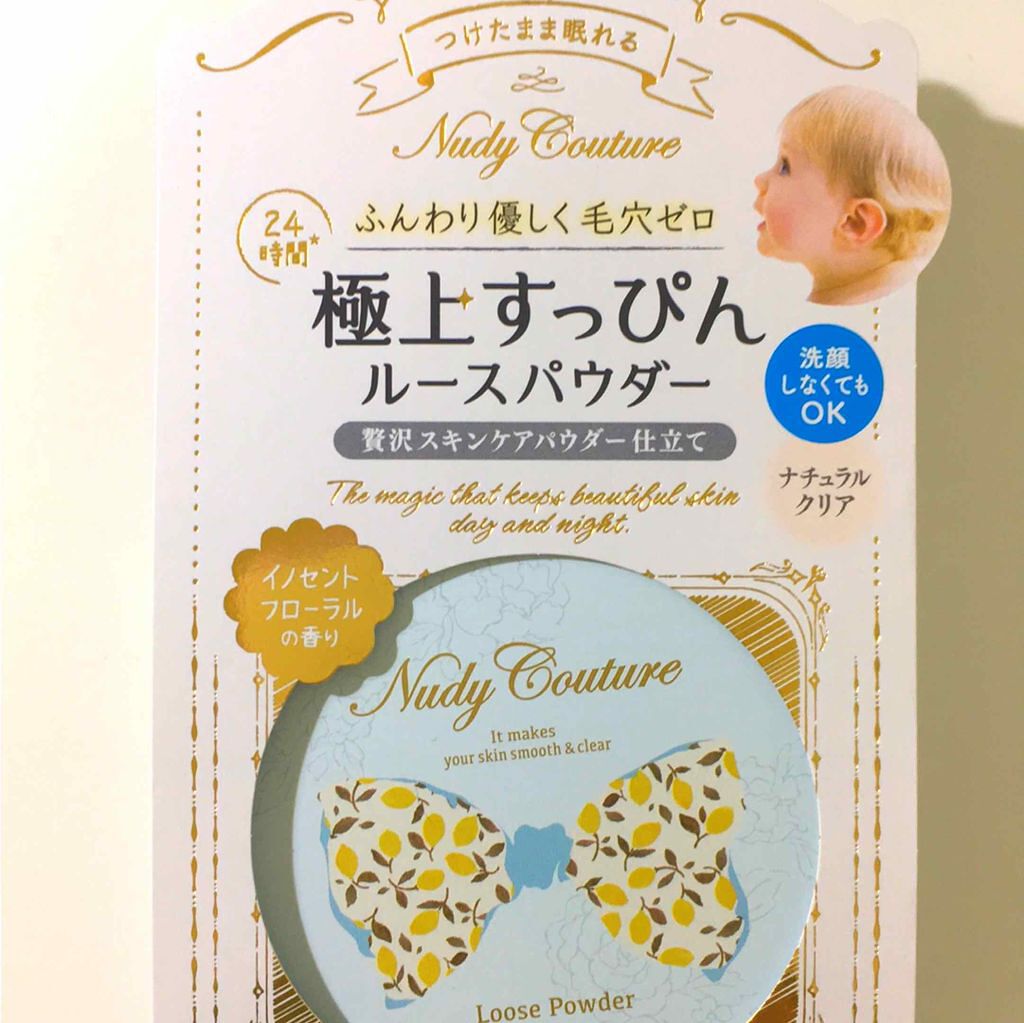 つけたまま眠れる
Nudy Couture
24
時間*
ふんわり優しく毛穴ゼロ
極上すっぴん
ルースパウダー
贅沢スキンケアパウダー仕立て
洗顔
しなくても
OK
ナチュラル
クリア
The magic that keeps beautiful skin
day and night.
イノセント
フローラル
の香り
Nudy Couture
It makes
your skin smooth & clear
Loose Powder